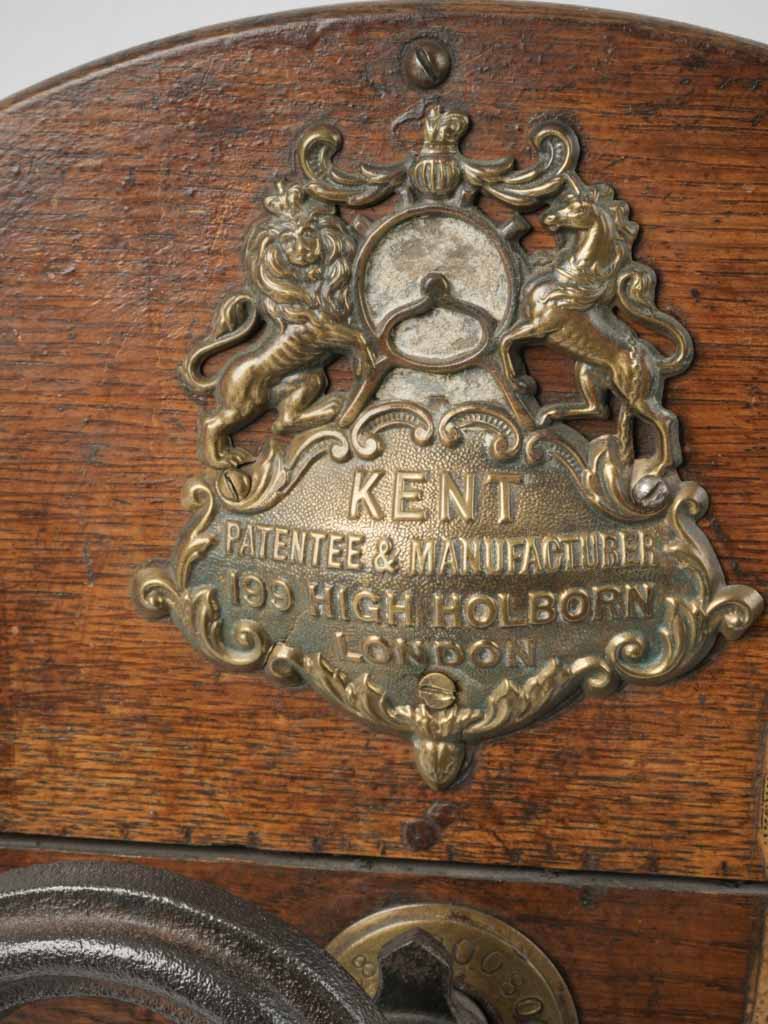 KENT
PATENTEE & MANUFACTURER
199 HIGH HOLBORN
LONDON